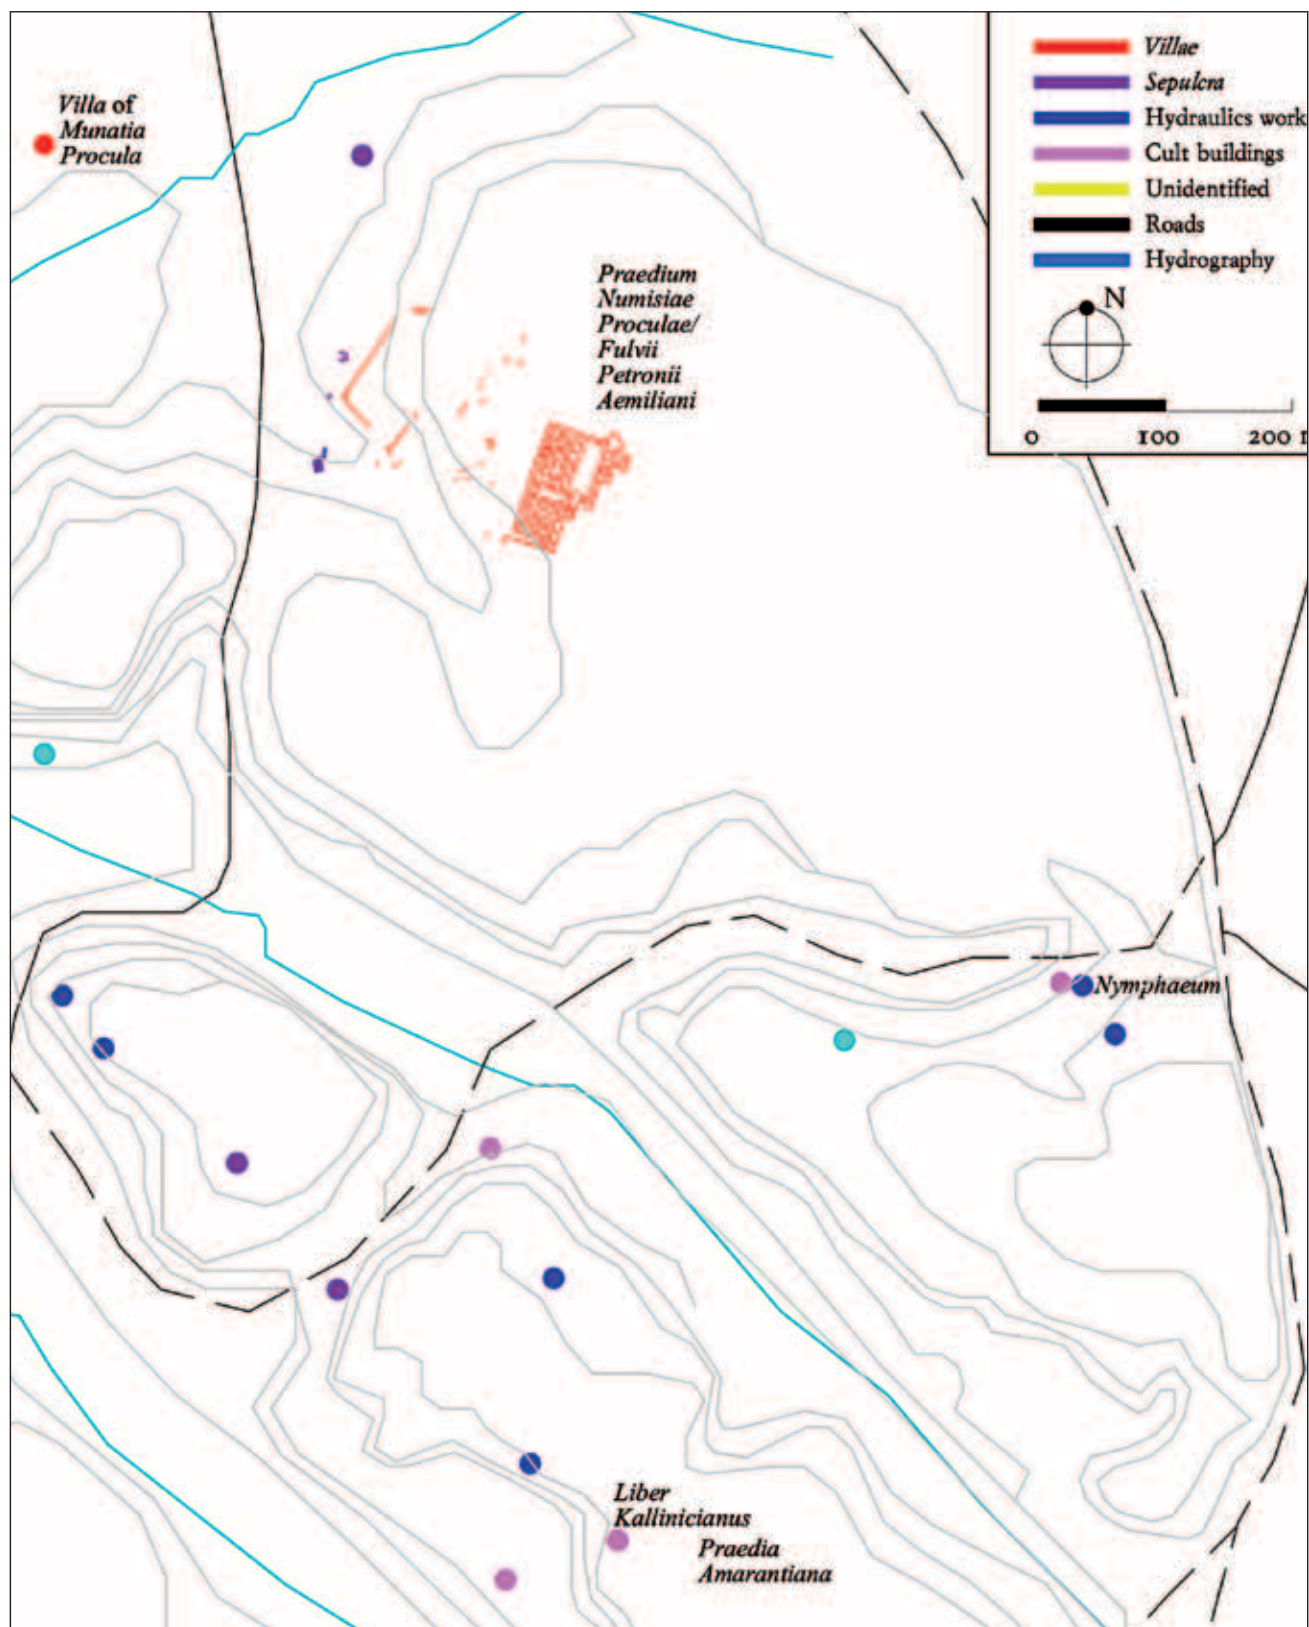 Villa of
Munatia
Procula
Praedium
Numisiae
Proculae/
Fulvii
Petronii
Aemiliani
Villae
Sepulcra
Hydraulics work
Cult buildings
Unidentified
Roads
Hydrography
N
0 100 200
Nymphaeum
Liber
Kallinicianus
Praedia
Amarantiana